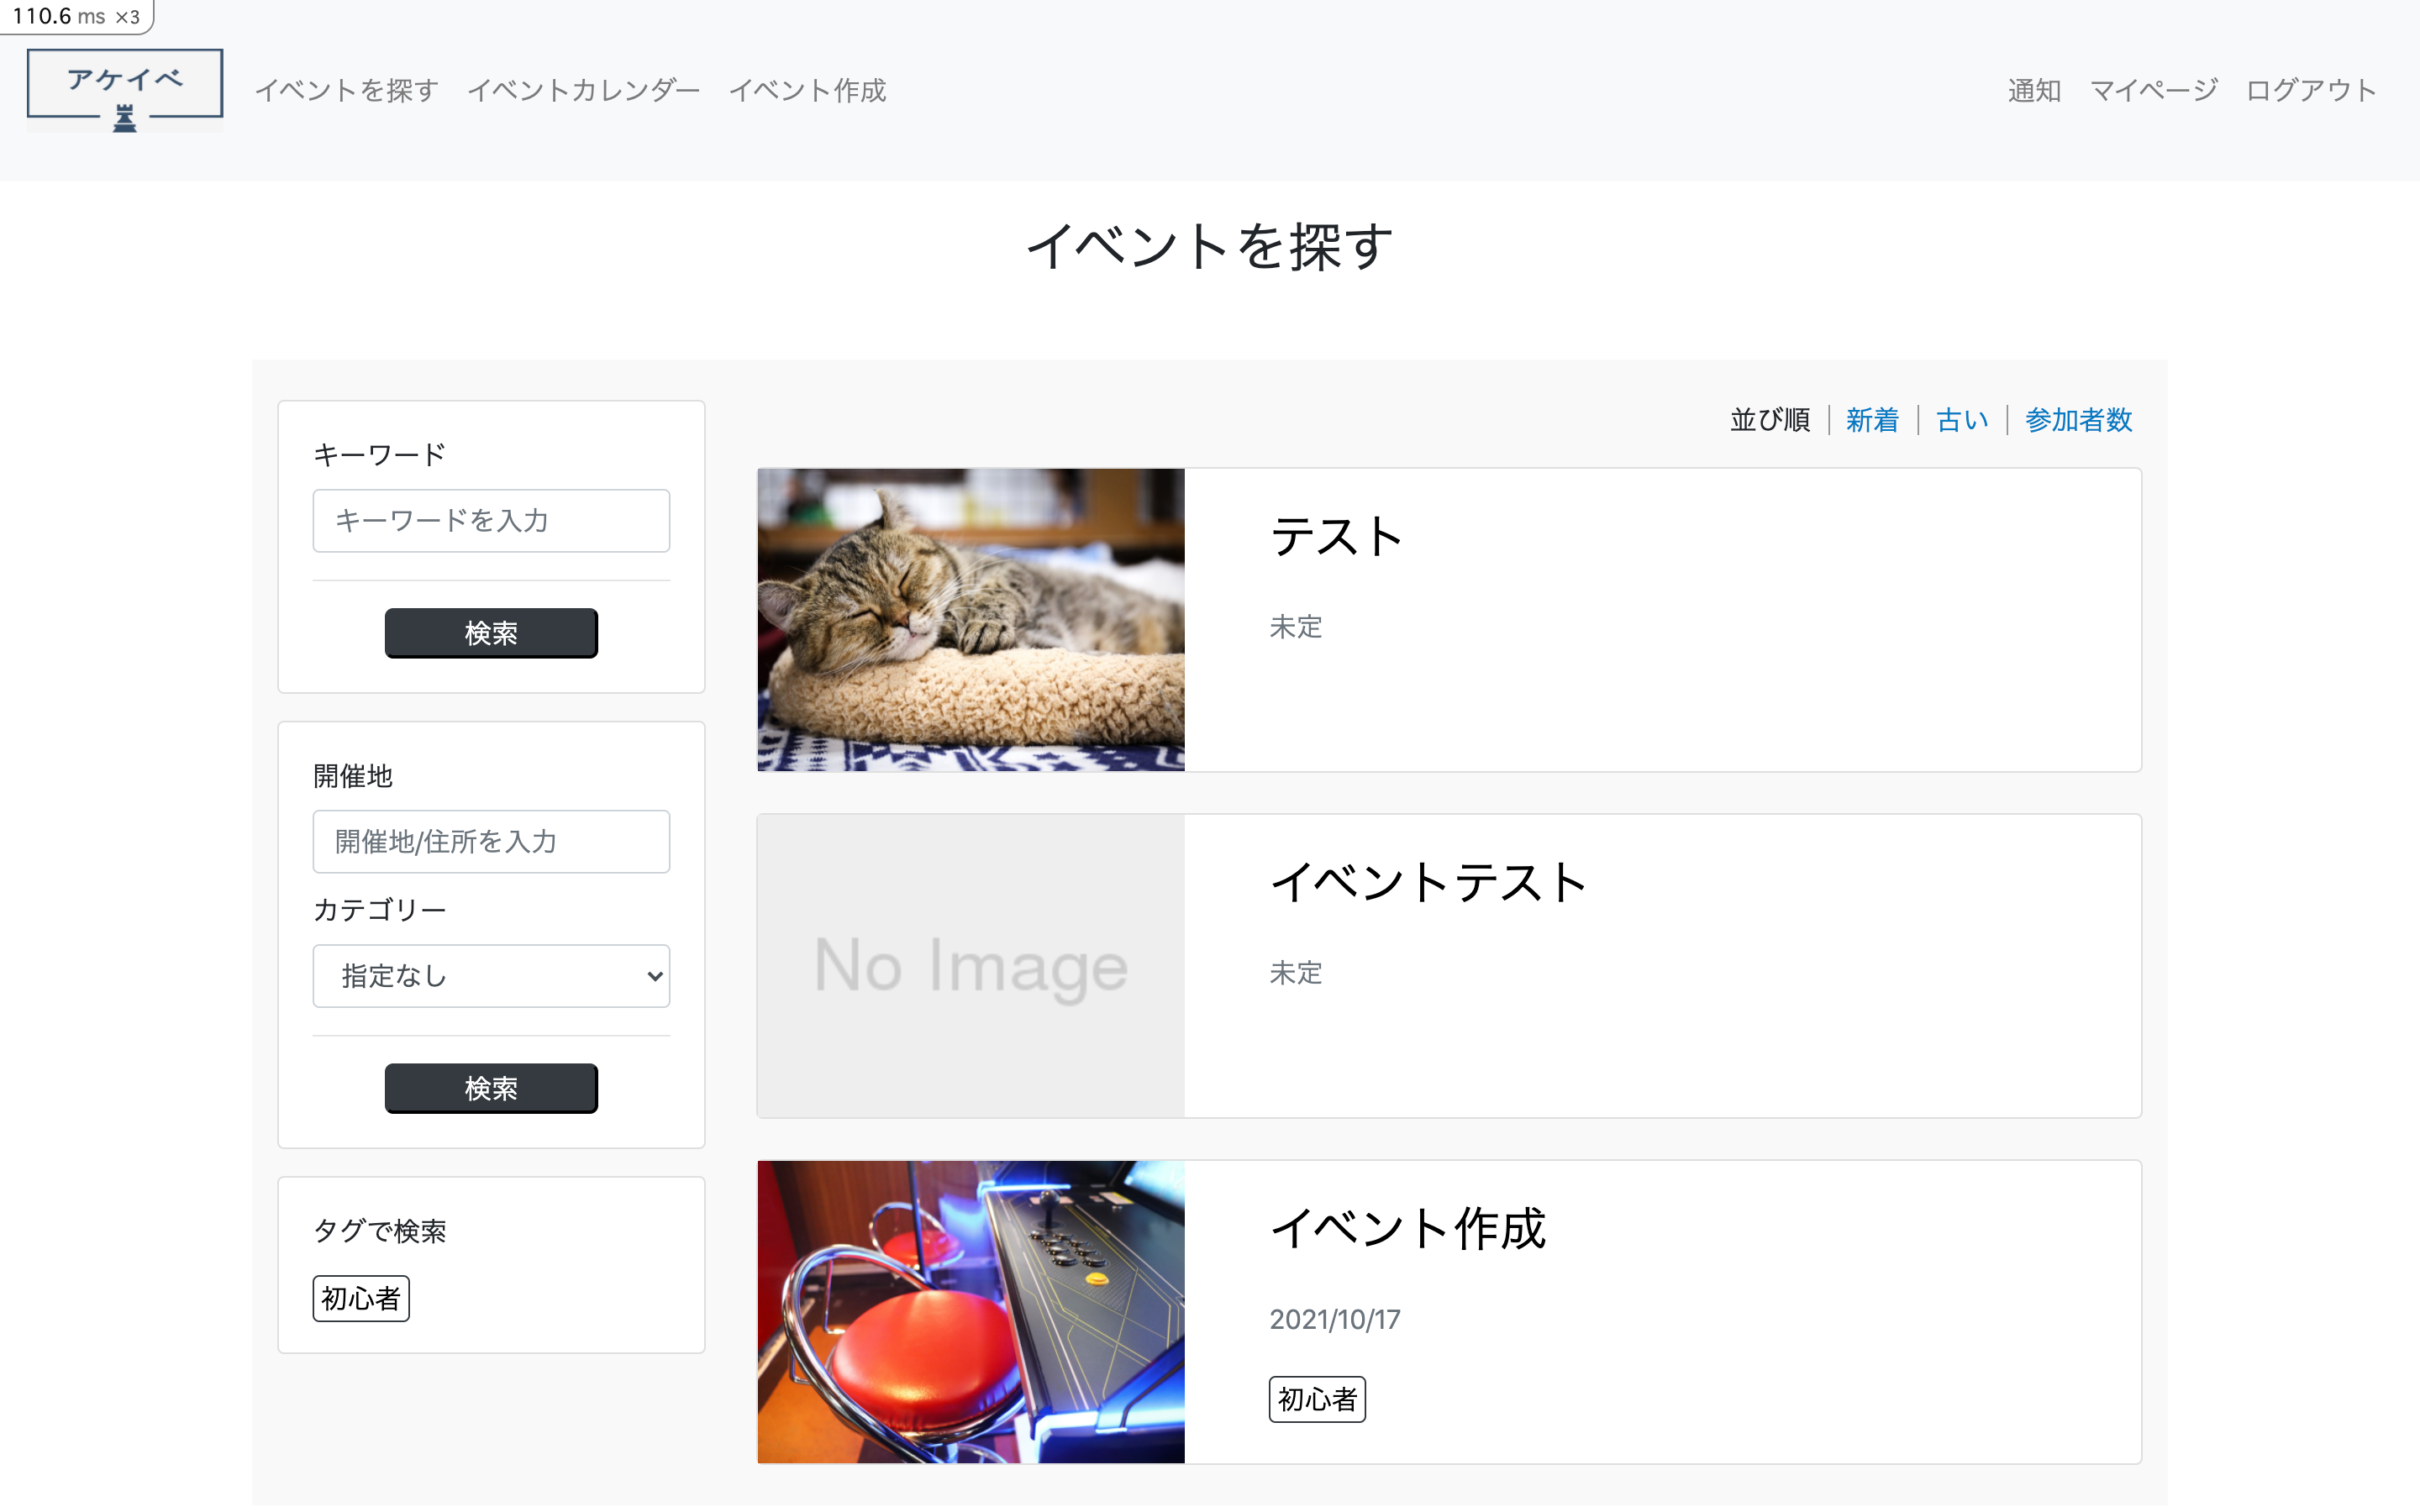 110.6 ms ×3
アケイベ
イベントを探す イベントカレンダー イベント作成
通知 マイページ ログアウト
イベントを探す
キーワード
キーワードを入力
検索
開催地
開催地/住所を入力
カテゴリー
指定なし
検索
タグで検索
初心者
並び順 | 新着 | 古い | 参加者数
テスト
未定
No Image
イベントテスト
未定
イベント作成
2021/10/17
初心者